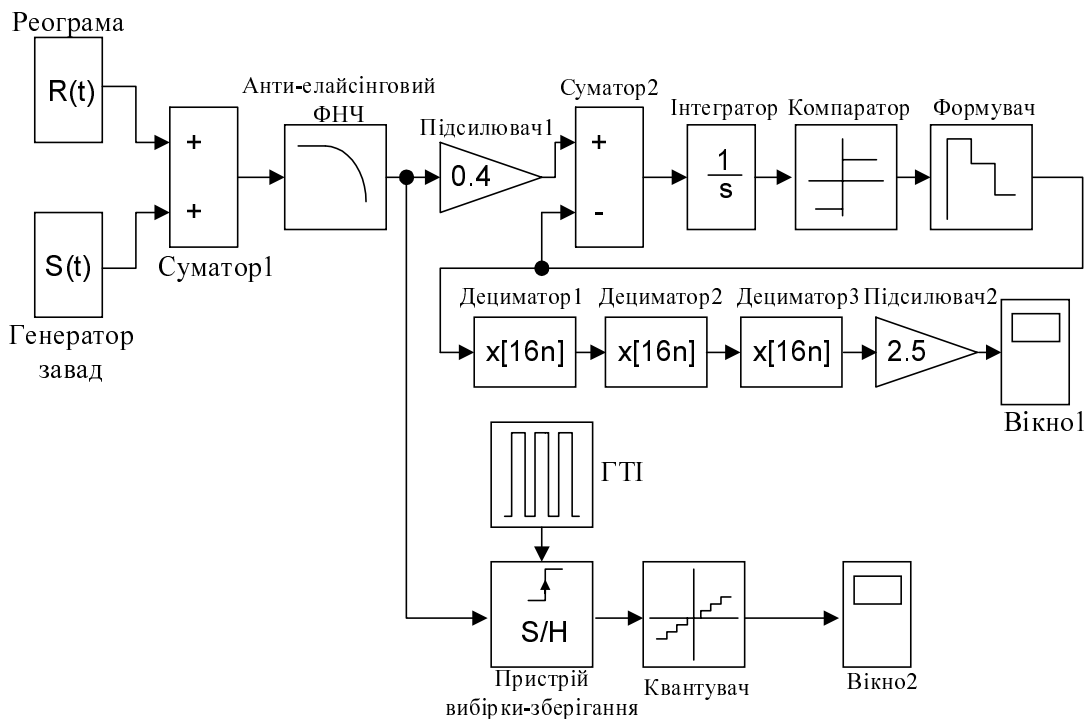 Реограма
R(t)
+
+
S(t)
Генератор
завад
Суматор1
Анти-елайсінговий
ФНЧ
Підсилювач1
0.4
Суматор2
+
-
Інтегратор
1
s
Компаратор
Формувач
Дециматор1
x[16n]
Дециматор2
x[16n]
Дециматор3
x[16n]
Підсилювач2
2.5
Вікно1
ГТІ
S/H
Пристрій
вибірки-зберігання
Квантувач
Вікно2